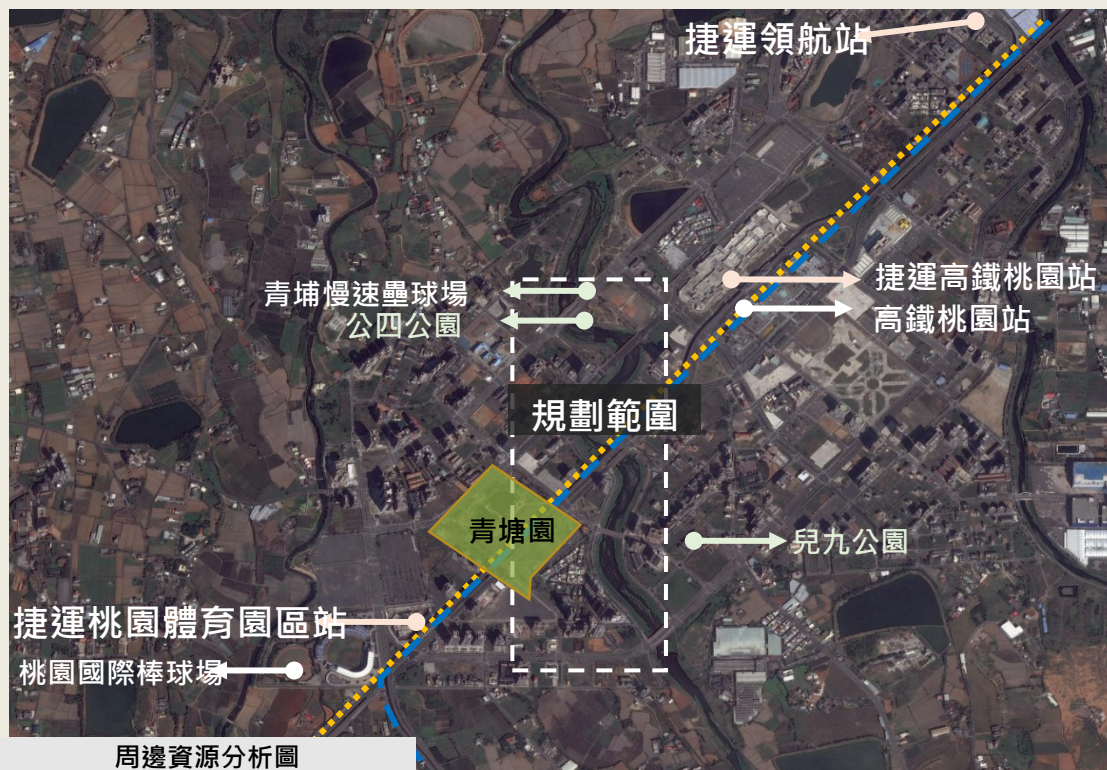 捷運領航站
捷運高鐵桃園站
青埔慢速壘球場
高鐵桃園站
公四公園
規劃範圍
青塘園
兒九公園
捷運桃園體育園區站
桃園國際棒球場
周邊資源分析圖